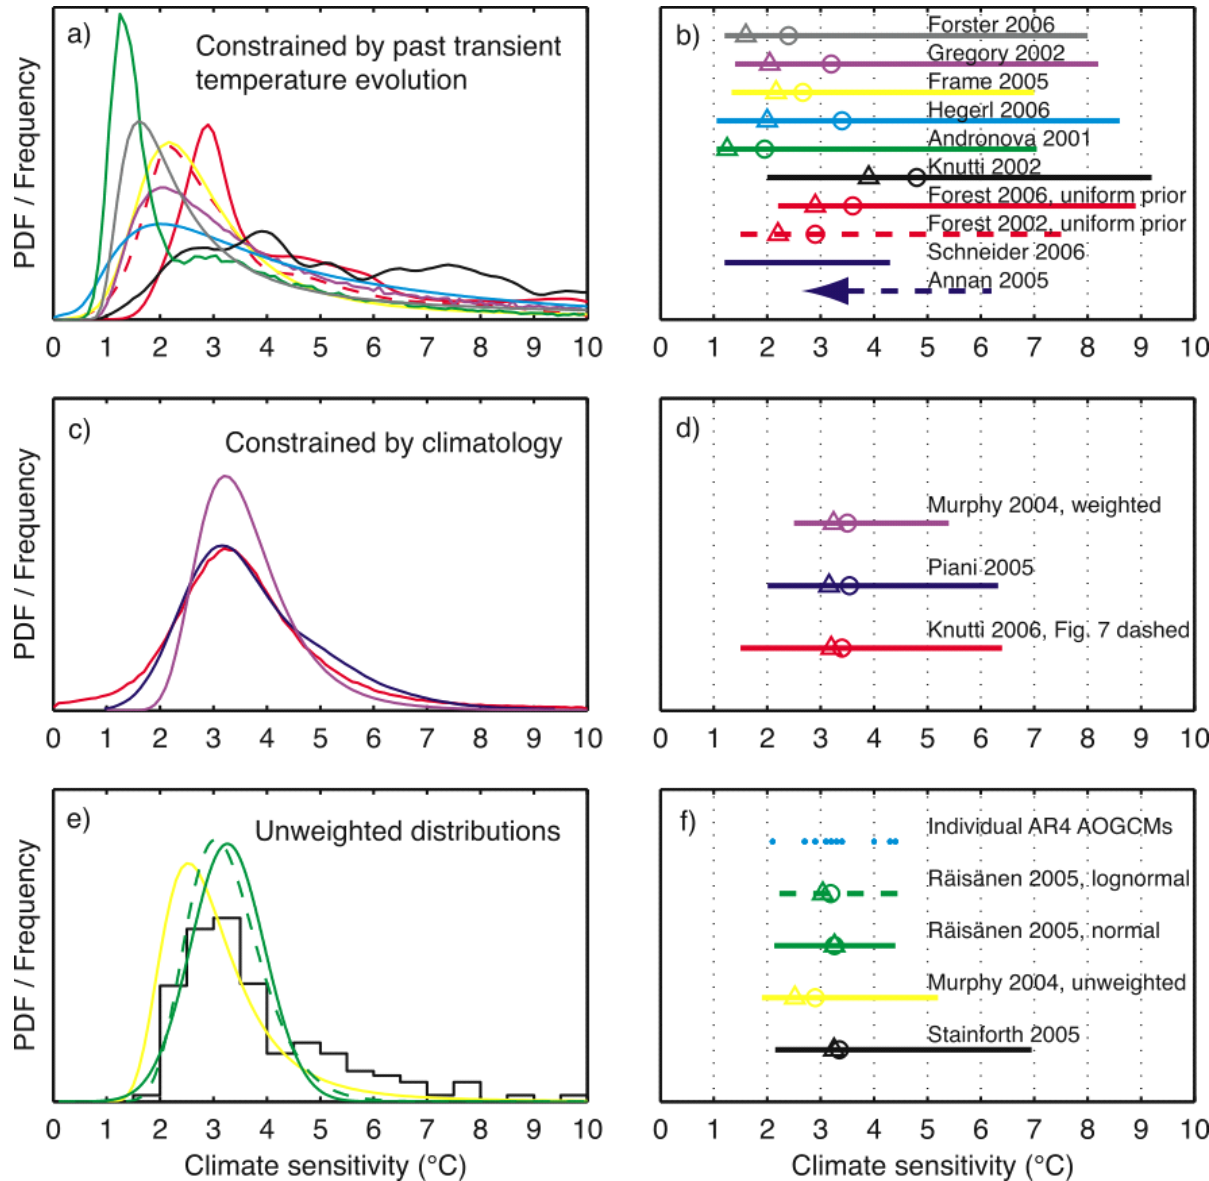 a)
Constrained by past transient
temperature evolution
PDF / Frequency
0 1 2 3 4 5 6 7 8 9 10
b)
Forster 2006
Gregory 2002
Frame 2005
Hegerl 2006
Andronova 2001
Knutti 2002
Forest 2006, uniform prior
Forest 2002, uniform prior
Schneider 2006
Annan 2005
0 1 2 3 4 5 6 7 8 9 10
c)
Constrained by climatology
PDF / Frequency
0 1 2 3 4 5 6 7 8 9 10
d)
Murphy 2004, weighted
Piani 2005
Knutti 2006, Fig. 7 dashed
0 1 2 3 4 5 6 7 8 9 10
e)
Unweighted distributions
PDF / Frequency
0 1 2 3 4 5 6 7 8 9 10
Climate sensitivity (°C)
f)
Individual AR4 AOGCMs
Räisänen 2005, lognormal
Räisänen 2005, normal
Murphy 2004, unweighted
Stainforth 2005
0 1 2 3 4 5 6 7 8 9 10
Climate sensitivity (°C)